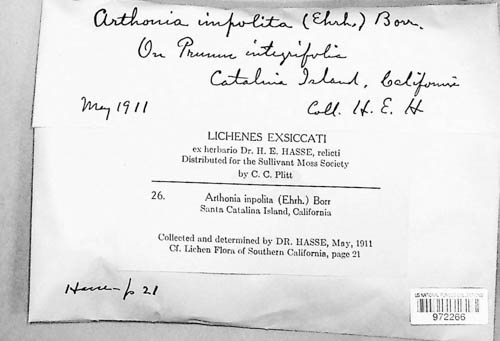 Arthonia impolita (Ehrh.) Borr.
On Prunus integrifolia
Catalina Island, California
May 1911 Coll. H. E. H
LICHENES EXSICCATI
ex herbario Dr. H. E. HASSE, relicti
Distributed for the Sullivant Moss Society
by C. C. Plitt
26. Arthonia inpolita (Ehrh.) Borr
Santa Catalina Island, California
Collected and determined by DR. HASSE, May, 1911
Cf. Lichen Flora of Southern California, page 21
Hasse - p 21
972266